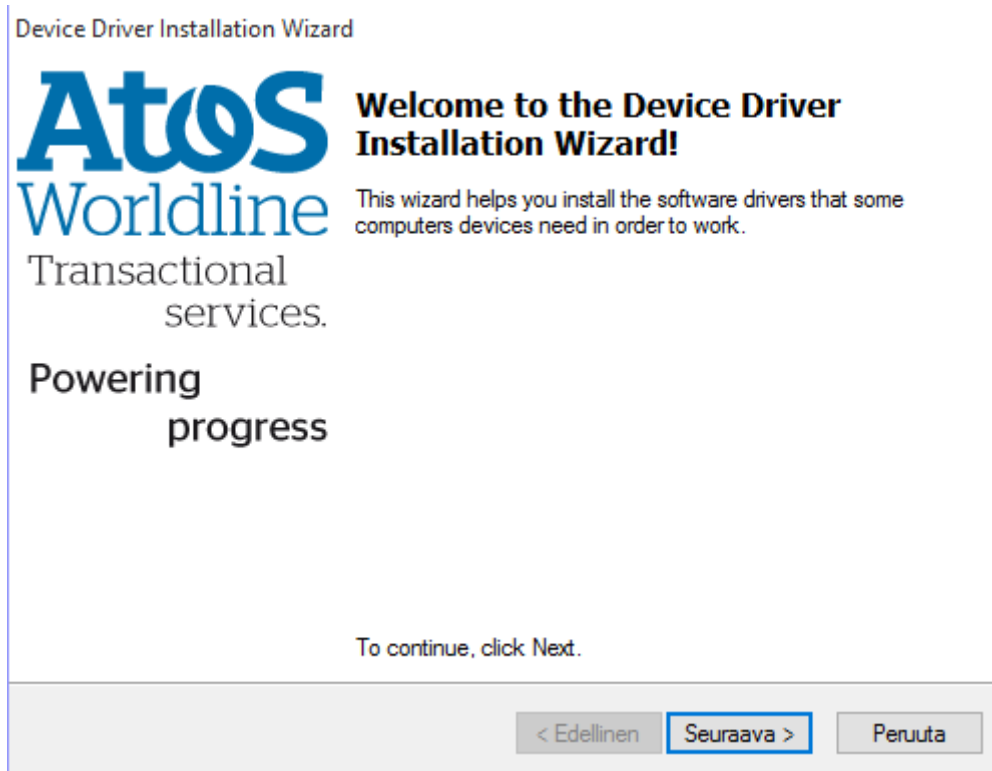 Device Driver Installation Wizard
Atos
Worldline
Transactional
services.
Powering
progress
Welcome to the Device Driver
Installation Wizard!
This wizard helps you install the software drivers that some
computers devices need in order to work.
To continue, click Next.
< Edellinen
Seuraava >
Peruuta